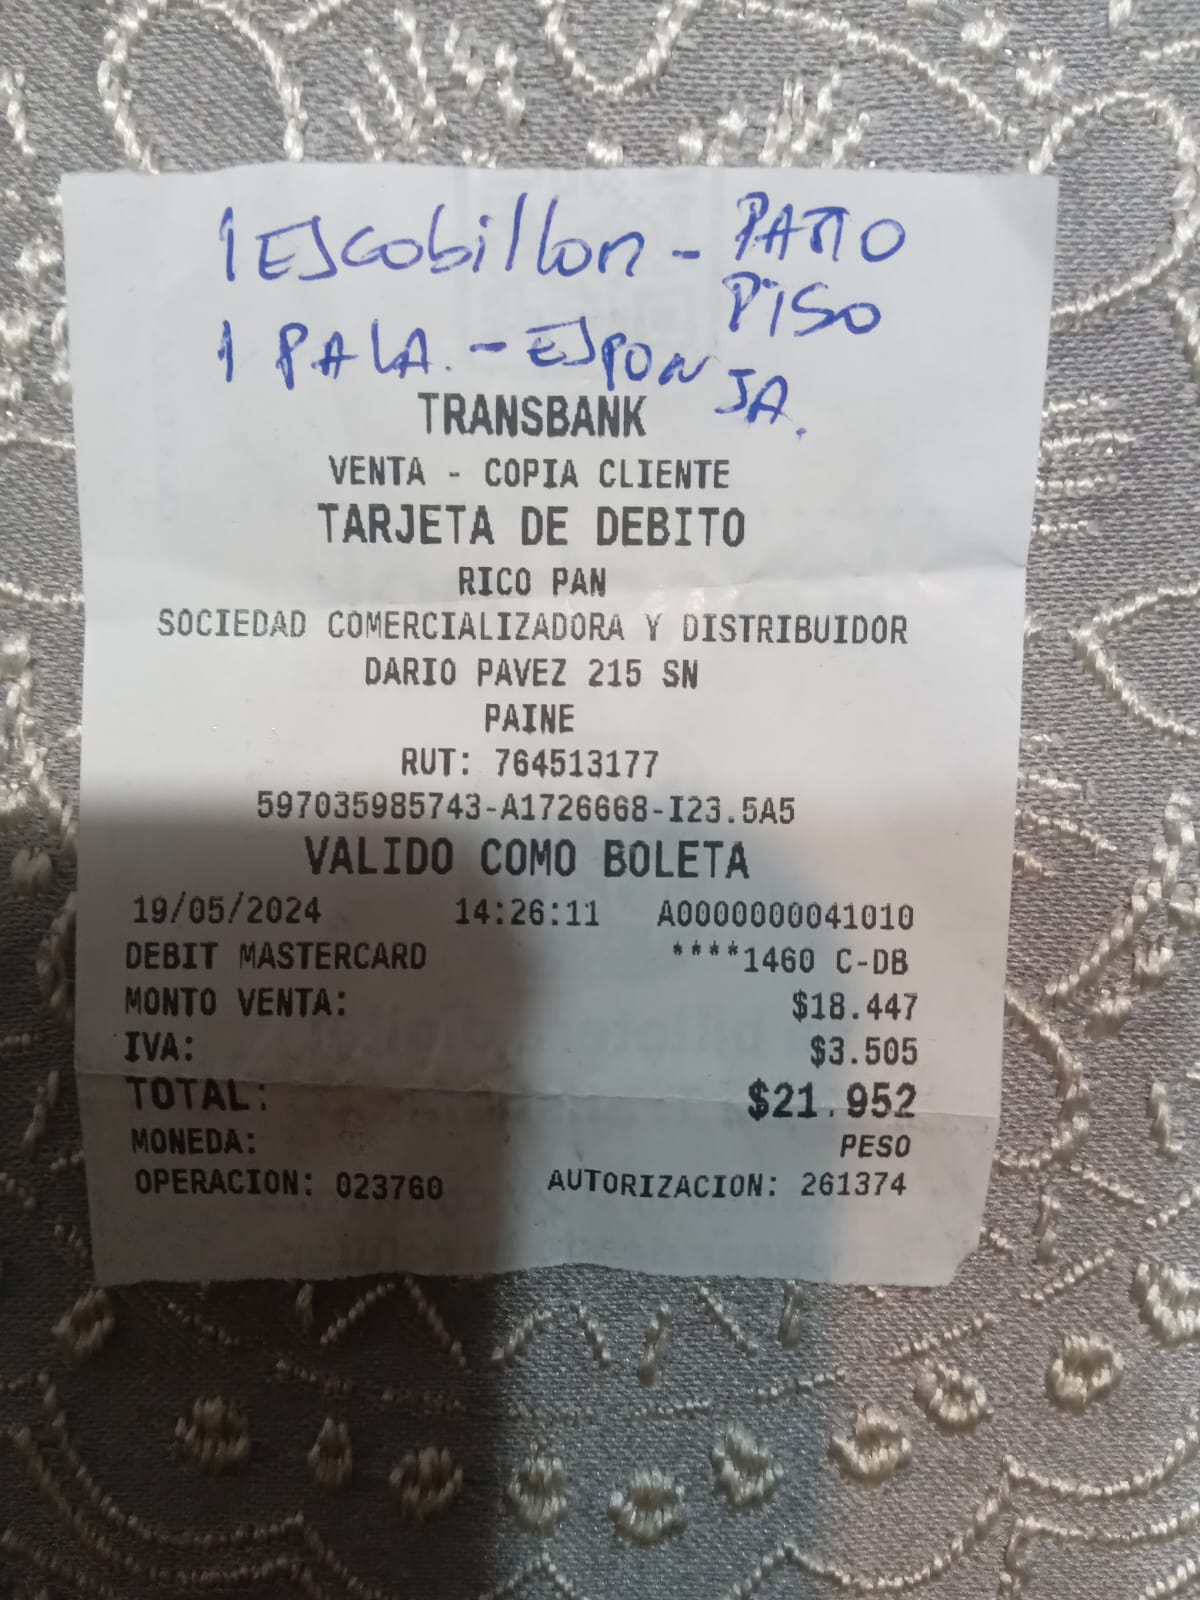 1 Escobillon - PAÑO
PISO
1 PALA. - ESPONJA.
TRANSBANK
VENTA - COPIA CLIENTE
TARJETA DE DEBITO
RICO PAN
SOCIEDAD COMERCIALIZADORA Y DISTRIBUIDOR
DARIO PAVEZ 215 SN
PAINE
RUT: 764513177
597035985743-A1726668-I23.5A5
VALIDO COMO BOLETA
19/05/2024 14:26:11 A0000000041010
DEBIT MASTERCARD ****1460 C-DB
MONTO VENTA: $18.447
IVA: $3.505
TOTAL: $21.952
MONEDA: PESO
OPERACION: 023760 AUTORIZACION: 261374